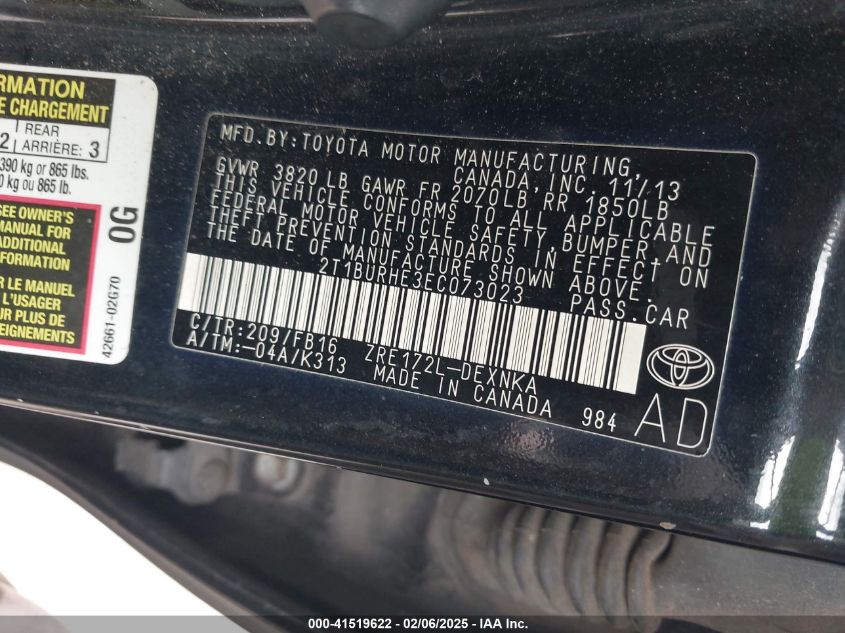 RMATION
E CHARGEMENT
2 REAR ARRIÈRE: 3
390 kg or 865 lbs.
0 kg ou 865 lb.
SEE OWNER'S
MANUAL FOR
ADDITIONAL
INFORMATION
R LE MANUEL
L'USAGER
R PLUS DE
EIGNEMENTS
0G
42661-02G70
MFD.BY:TOYOTA MOTOR MANUFACTURING,
CANADA, INC. 11/13
GVWR 3820 LB GAWR FR 2070LB RR 1850LB
THIS VEHICLE CONFORMS TO ALL APPLICABLE
FEDERAL MOTOR VEHICLE SAFETY,BUMPER,AND
THEFT PREVENTION STANDARDS IN EFFECT ON
THE DATE OF MANUFACTURE SHOWN ABOVE.
2T1BURHE3EC073023 PASS.CAR
C/TR:209/FB16 ZRE172L-DEXNKA
A/TM:-04A/K313 MADE IN CANADA 984
AD
000-41519622 - 02/06/2025 - IAA Inc.